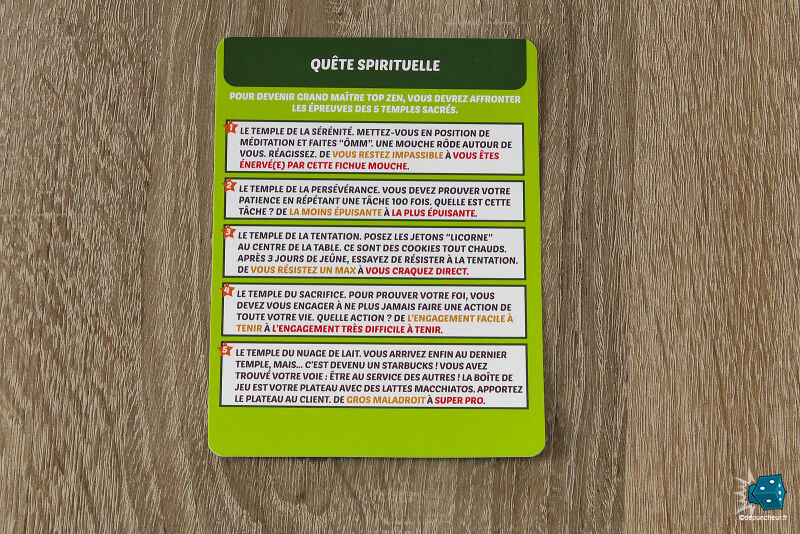 QUÊTE SPIRITUELLE
POUR DEVENIR GRAND MAÎTRE TOP ZEN, VOUS DEVREZ AFFRONTER
LES ÉPREUVES DES 5 TEMPLES SACRÉS.
1
LE TEMPLE DE LA SÉRÉNITÉ. METTEZ-VOUS EN POSITION DE
MÉDITATION ET FAITES “ÔMM”. UNE MOUCHE RÔDE AUTOUR DE
VOUS. RÉAGISSEZ. DE VOUS RESTEZ IMPASSIBLE À VOUS ÊTES
ÉNERVÉ(E) PAR CETTE FICHUE MOUCHE.
2
LE TEMPLE DE LA PERSÉVÉRANCE. VOUS DEVEZ PROUVER VOTRE
PATIENCE EN RÉPÉTANT UNE TÂCHE 100 FOIS. QUELLE EST CETTE
TÂCHE ? DE LA MOINS ÉPUISANTE À LA PLUS ÉPUISANTE.
3
LE TEMPLE DE LA TENTATION. POSEZ LES JETONS “LICORNE”
AU CENTRE DE LA TABLE. CE SONT DES COOKIES TOUT CHAUDS.
APRÈS 3 JOURS DE JEÛNE, ESSAYEZ DE RÉSISTER À LA TENTATION.
DE VOUS RÉSISTEZ UN MAX À VOUS CRAQUEZ DIRECT.
4
LE TEMPLE DU SACRIFICE. POUR PROUVER VOTRE FOI, VOUS
DEVEZ VOUS ENGAGER À NE PLUS JAMAIS FAIRE UNE ACTION DE
TOUTE VOTRE VIE. QUELLE ACTION ? DE L'ENGAGEMENT FACILE À
TENIR À L'ENGAGEMENT TRÈS DIFFICILE À TENIR.
5
LE TEMPLE DU NUAGE DE LAIT. VOUS ARRIVEZ ENFIN AU DERNIER
TEMPLE, MAIS... C'EST DEVENU UN STARBUCKS ! VOUS AVEZ
TROUVÉ VOTRE VOIE : ÊTRE AU SERVICE DES AUTRES ! LA BOÎTE DE
JEU EST VOTRE PLATEAU AVEC DES LATTES MACCHIATOS. APPORTEZ
LE PLATEAU AU CLIENT. DE GROS MALADROIT À SUPER PRO.
©depuncheur.fr